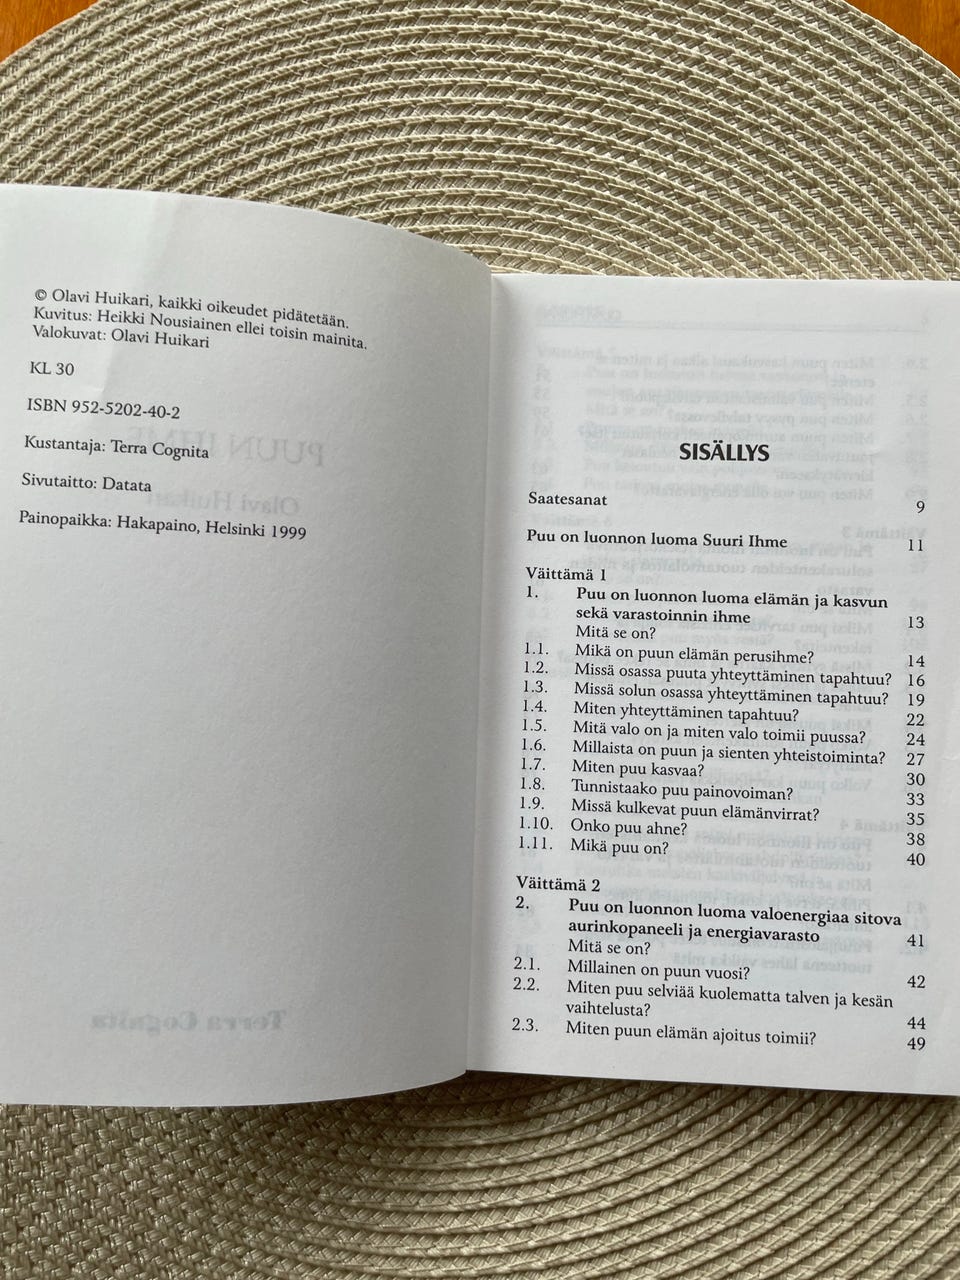 © Olavi Huikari, kaikki oikeudet pidätetään.
Kuvitus: Heikki Nousiainen ellei toisin mainita.
Valokuvat: Olavi Huikari
KL 30
ISBN 952-5202-40-2
Kustantaja: Terra Cognita
Sivutaitto: Datata
Painopaikka: Hakapaino, Helsinki 1999
PUUN IHME
Olavi Huikari
Terra Cognita
SISÄLLYS
Saatesanat 9
Puu on luonnon luoma Suuri Ihme 11
Väittämä 1
1. Puu on luonnon luoma elämän ja kasvun
sekä varastoinnin ihme 13
Mitä se on?
1.1. Mikä on puun elämän perusihme? 14
1.2. Missä osassa puuta yhteyttäminen tapahtuu? 16
1.3. Missä solun osassa yhteyttäminen tapahtuu? 19
1.4. Miten yhteyttäminen tapahtuu? 22
1.5. Mitä valo on ja miten valo toimii puussa? 24
1.6. Millaista on puun ja sienten yhteistoiminta? 27
1.7. Miten puu kasvaa? 30
1.8. Tunnistaako puu painovoiman? 33
1.9. Missä kulkevat puun elämänvirrat? 35
1.10. Onko puu ahne? 38
1.11. Mikä puu on? 40
Väittämä 2
2. Puu on luonnon luoma valoenergiaa sitova
aurinkopaneeli ja energiavarasto 41
Mitä se on?
2.1. Millainen on puun vuosi? 42
2.2. Miten puu selviää kuolematta talven ja kesän
vaihtelusta? 44
2.3. Miten puun elämän ajoitus toimii? 49